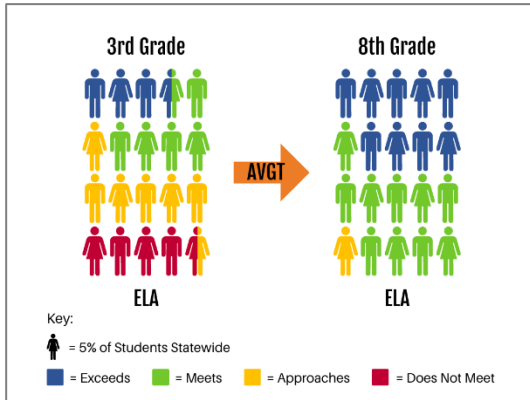 3rd Grade
8th Grade
AVGT
ELA
ELA
Key:
= 5% of Students Statewide
= Exceeds
= Meets
= Approaches
= Does Not Meet